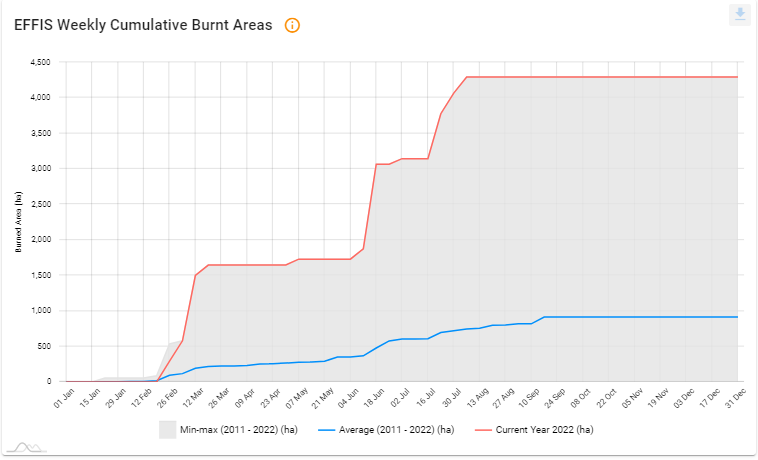 EFFIS Weekly Cumulative Burnt Areas
4,500
4,000
3,500
3,000
2,500
2,000
1,500
1,000
500
0
Burned Area (ha)
01 Jan
15 Jan
29 Jan
12 Feb
26 Feb
12 Mar
26 Mar
09 Apr
23 Apr
07 May
21 May
04 Jun
18 Jun
02 Jul
16 Jul
30 Jul
13 Aug
27 Aug
10 Sep
24 Sep
08 Oct
22 Oct
05 Nov
19 Nov
03 Dec
17 Dec
31 Dec
Min-max (2011 - 2022) (ha) Average (2011 - 2022) (ha) Current Year 2022 (ha)